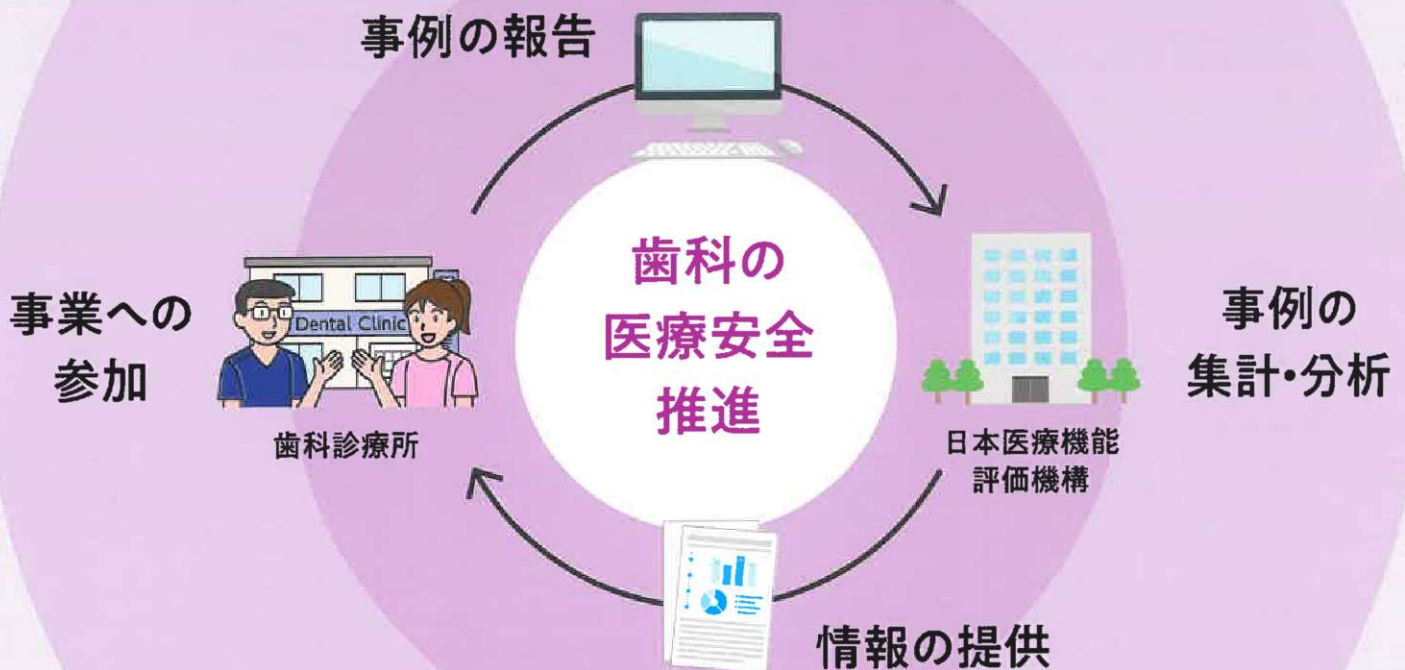 事例の報告
歯科の
医療安全
推進
事業への
参加
Dental Clinic
歯科診療所
事例の
集計・分析
日本医療機能
評価機構
情報の提供